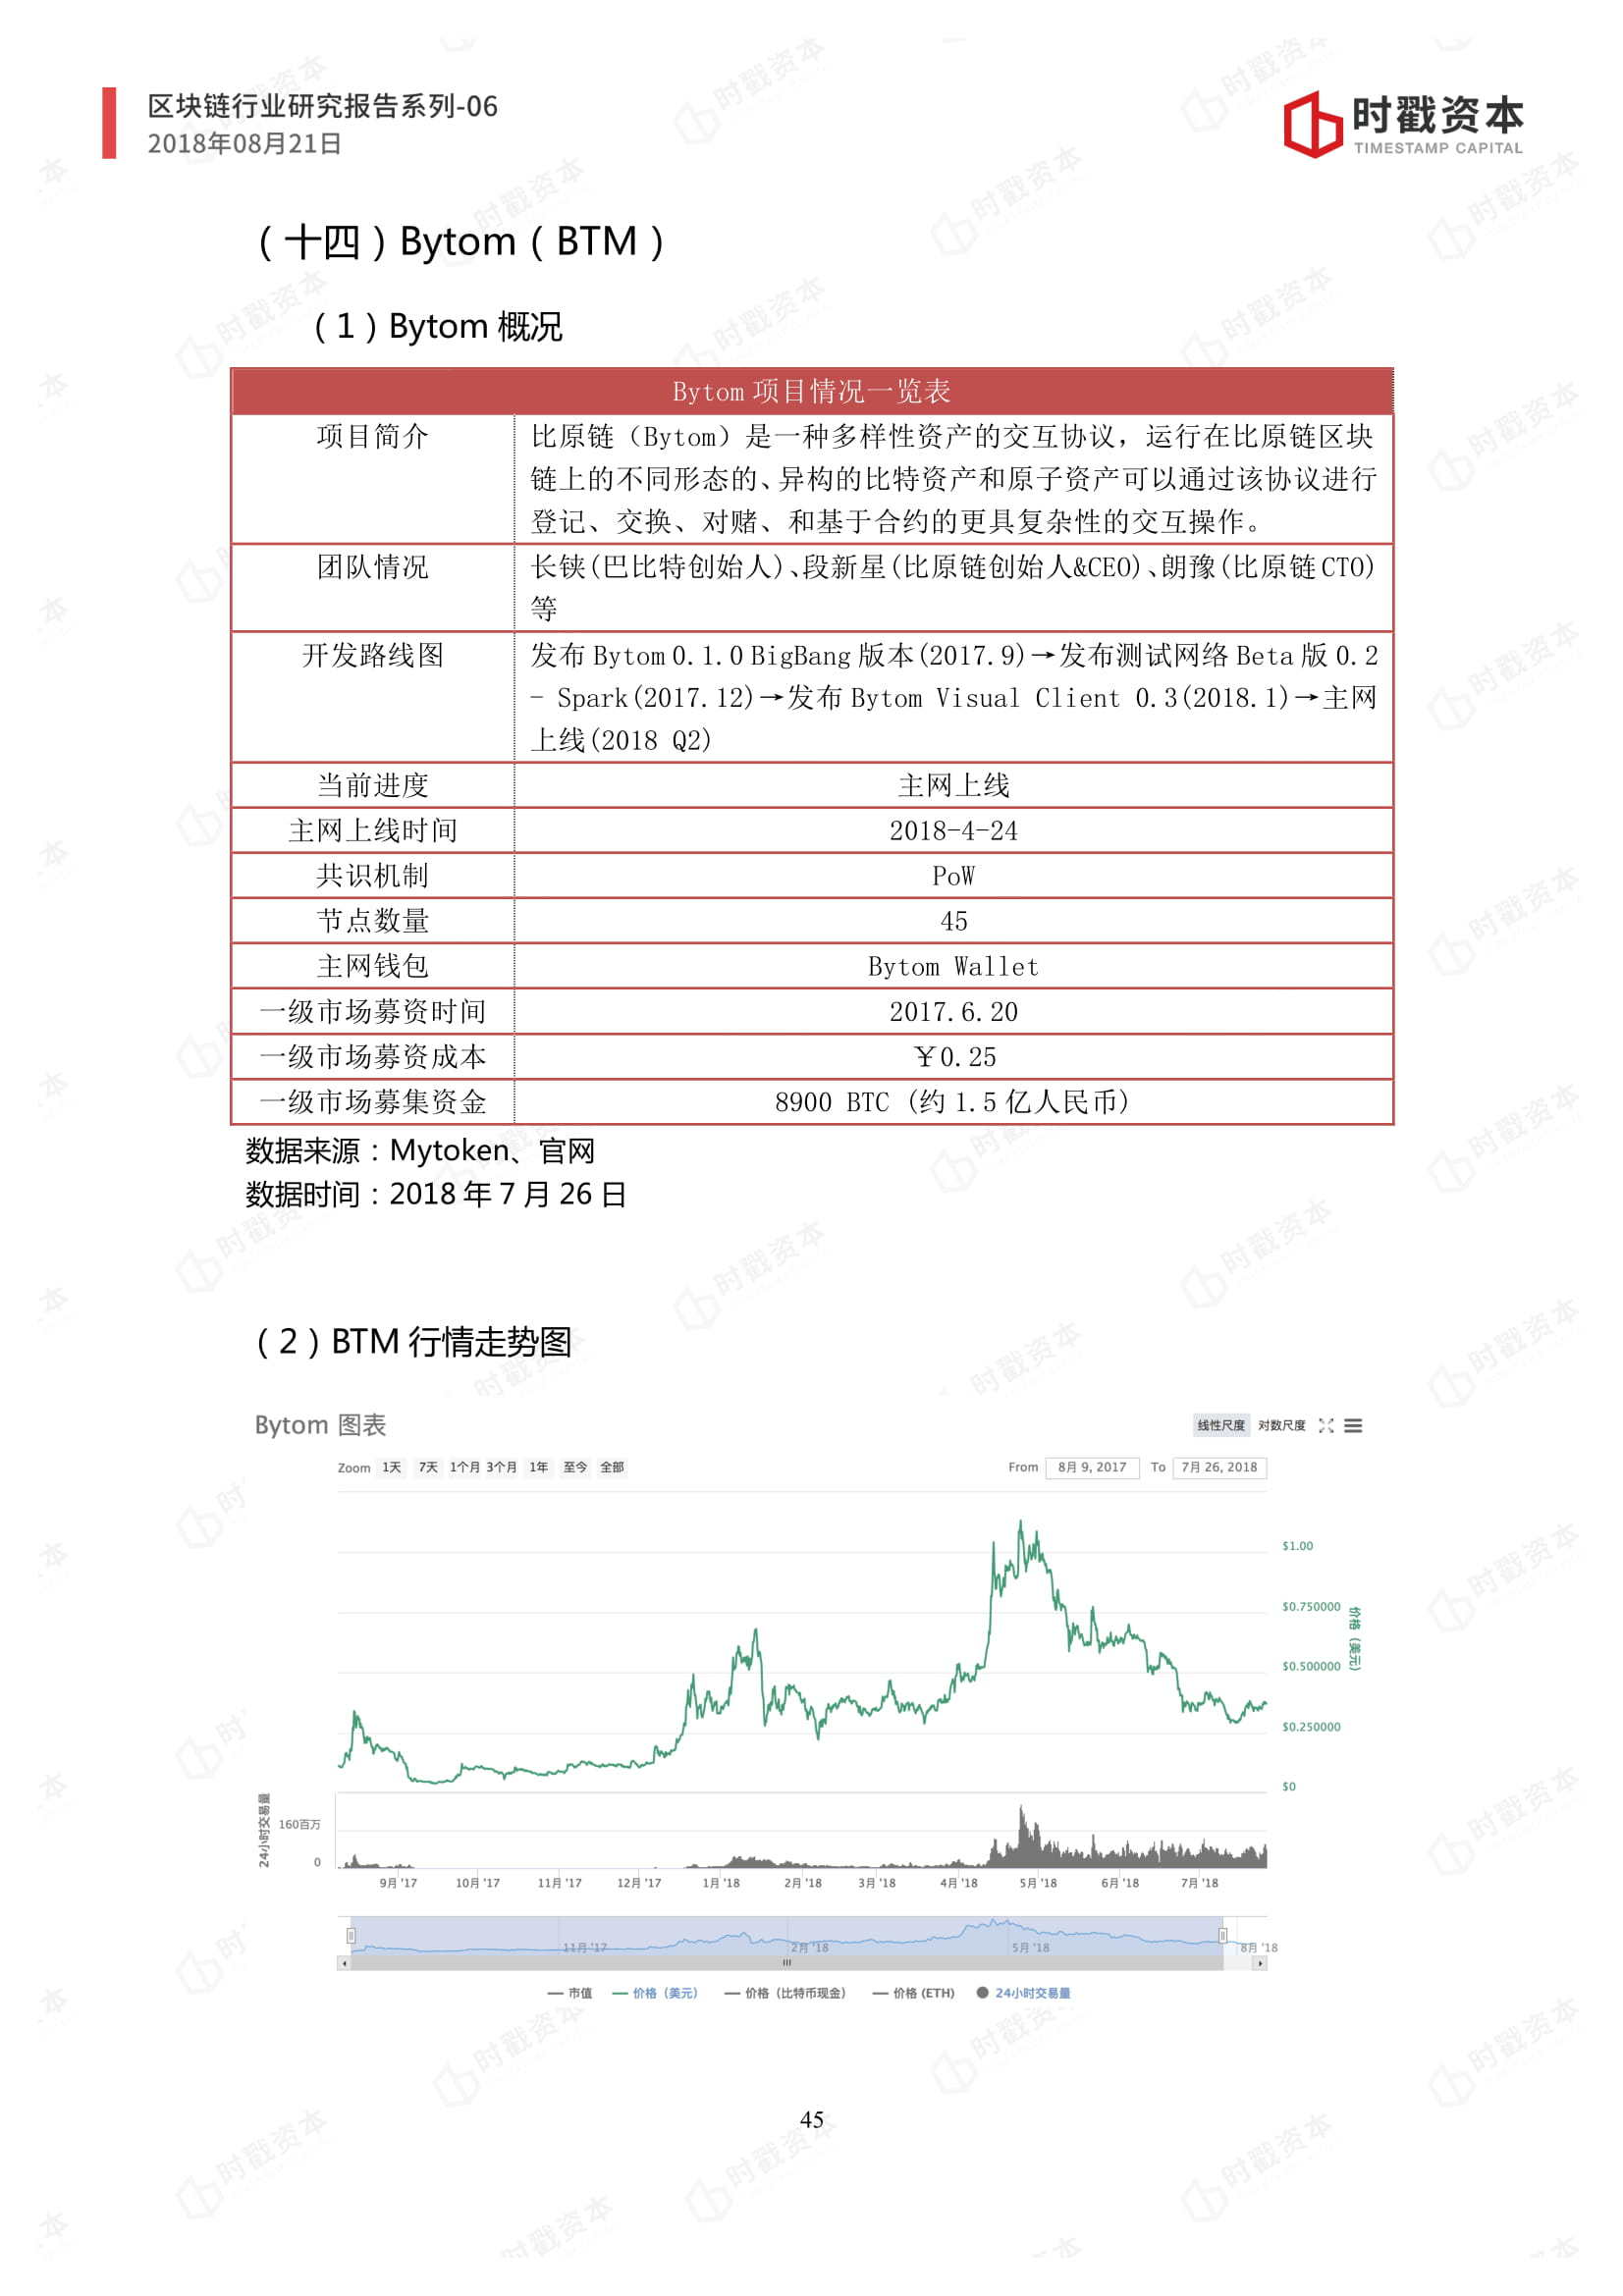 区块链行业研究报告系列-06
2018年08月21日
时戳资本
TIMESTAMP CAPITAL
（十四）Bytom（BTM）
（1）Bytom 概况
Bytom 项目情况一览表
项目简介
比原链（Bytom）是一种多样性资产的交互协议，运行在比原链区块
链上的不同形态的、异构的比特资产和原子资产可以通过该协议进行
登记、交换、对赌、和基于合约的更具复杂性的交互操作。
团队情况
长铗(巴比特创始人)、段新星(比原链创始人&CEO)、朗豫(比原链CTO)
等
开发路线图
发布 Bytom 0.1.0 BigBang 版本(2017.9)→发布测试网络 Beta 版 0.2
- Spark(2017.12)→发布 Bytom Visual Client 0.3(2018.1)→主网
上线(2018 Q2)
当前进度 主网上线
主网上线时间 2018-4-24
共识机制 PoW
节点数量 45
主网钱包 Bytom Wallet
一级市场募资时间 2017.6.20
一级市场募资成本 ￥0.25
一级市场募集资金 8900 BTC (约 1.5 亿人民币)
数据来源：Mytoken、官网
数据时间：2018 年 7 月 26 日
（2）BTM 行情走势图
Bytom 图表
线性尺度 对数尺度
Zoom 1天 7天 1个月 3个月 1年 至今 全部
From 8月 9, 2017 To 7月 26, 2018
$1.00
$0.750000
$0.500000
$0.250000
$0
价格（美元）
24小时交易量
160百万
0
9月 '17 10月 '17 11月 '17 12月 '17 1月 '18 2月 '18 3月 '18 4月 '18 5月 '18 6月 '18 7月 '18
11月 '17 2月 '18 5月 '18 8月 '18
市值 价格（美元） 价格（比特币现金） 价格 (ETH) 24小时交易量
45